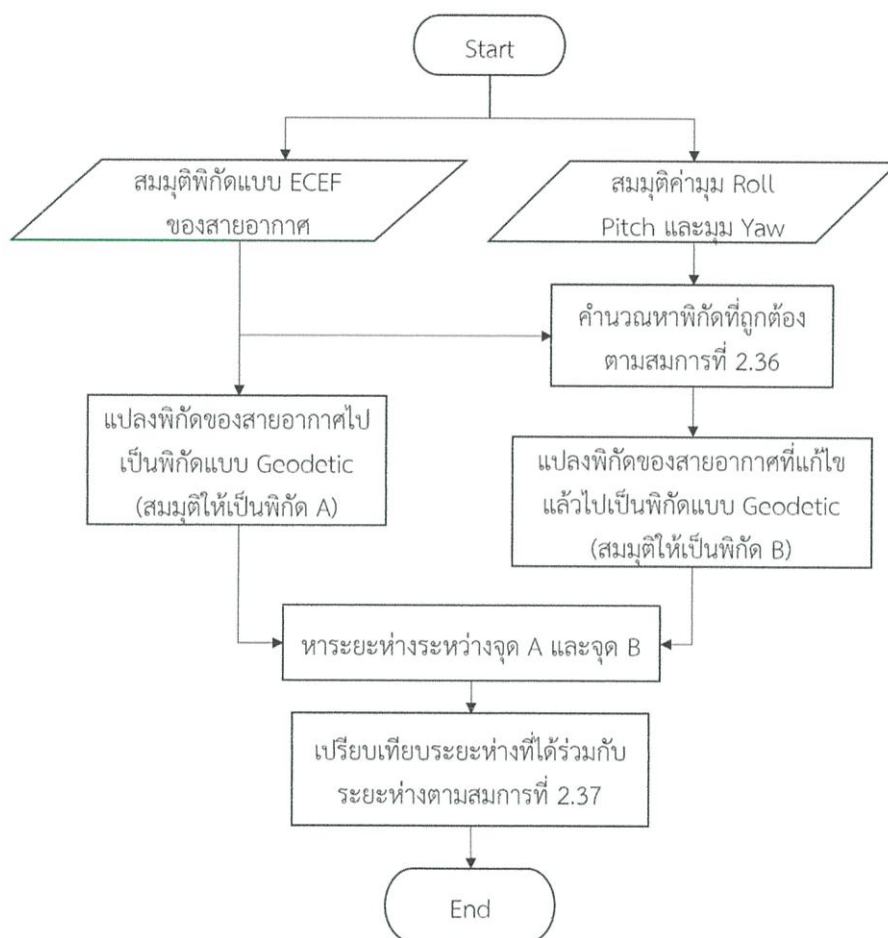 Start
สมมุติพิกัดแบบ ECEF
ของสายอากาศ
สมมุติค่ามุม Roll
Pitch และมุม Yaw
คำนวณหาพิกัดที่ถูกต้อง
ตามสมการที่ 2.36
แปลงพิกัดของสายอากาศไป
เป็นพิกัดแบบ Geodetic
(สมมุติให้เป็นพิกัด A)
แปลงพิกัดของสายอากาศที่แก้ไข
แล้วไปเป็นพิกัดแบบ Geodetic
(สมมุติให้เป็นพิกัด B)
หาระยะห่างระหว่างจุด A และจุด B
เปรียบเทียบระยะห่างที่ได้ร่วมกับ
ระยะห่างตามสมการที่ 2.37
End